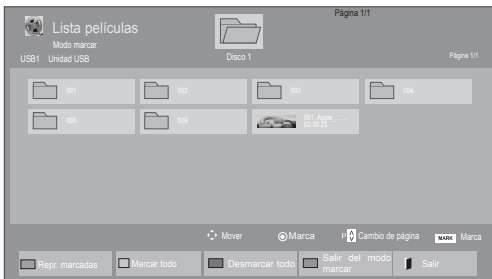 Página 1/1
Lista películas
Modo marcar
USB1 Unidad USB
Disco 1
Página 1/1
001
002
003
004
005
006
001. Apple_ ......
02:30:25
Mover
Marca
P
Cambio de página
MARK
Marca
Repr. marcadas
Marcar todo
Desmarcar todo
Salir del modo
marcar
Salir